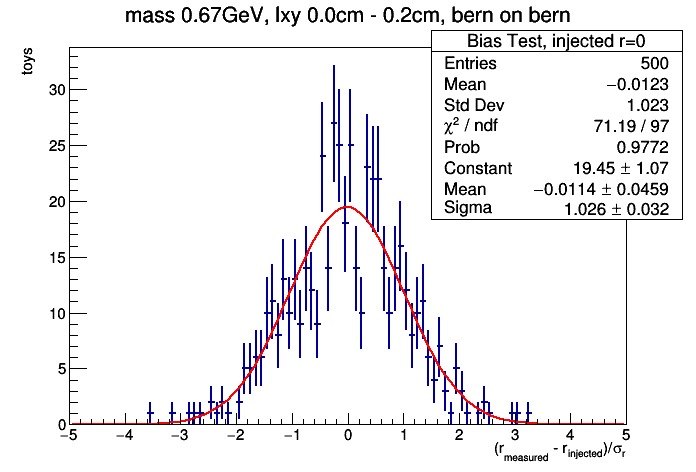 mass 0.67GeV, lxy 0.0cm - 0.2cm, bern on bern
Bias Test, injected r=0
Entries 500
Mean −0.0123
Std Dev 1.023
χ² / ndf 71.19 / 97
Prob 0.9772
Constant 19.45 ± 1.07
Mean −0.0114 ± 0.0459
Sigma 1.026 ± 0.032
toys
30
25
20
15
10
5
0
−5 −4 −3 −2 −1 0 1 2 3 4 5
(r_measured - r_injected)/σ_r